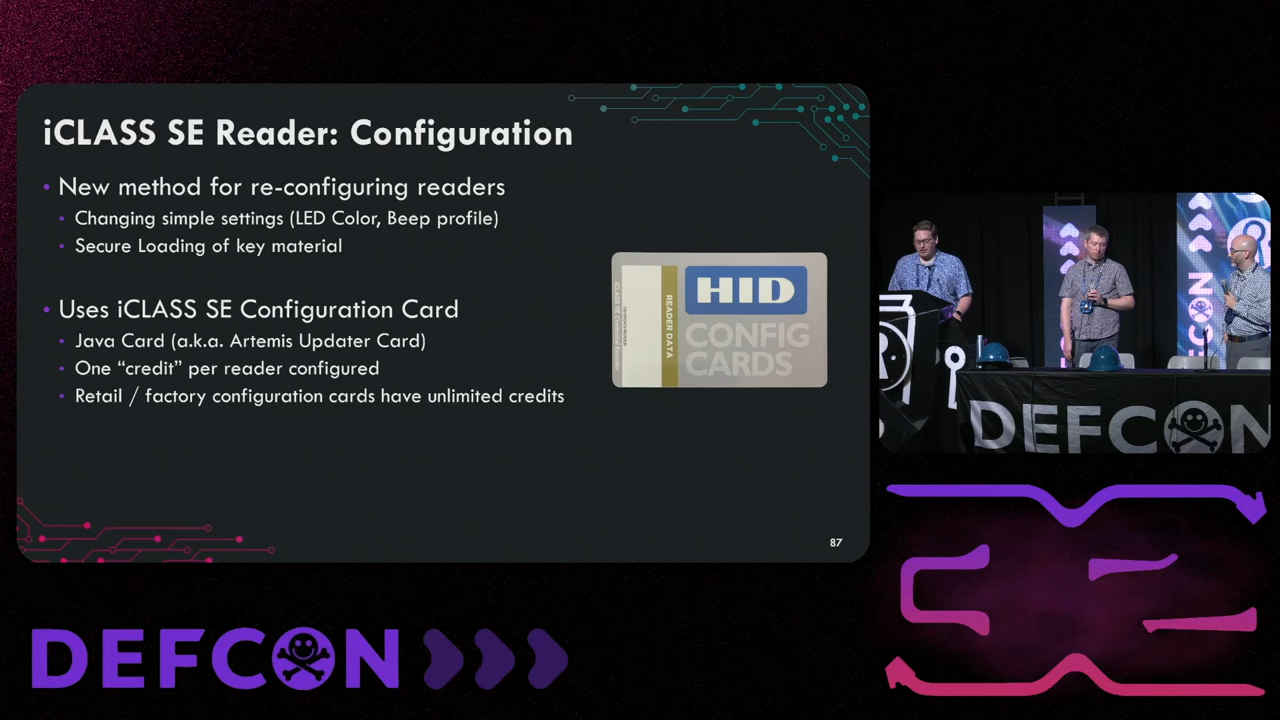 iCLASS SE Reader: Configuration
• New method for re-configuring readers
• Changing simple settings (LED Color, Beep profile)
• Secure Loading of key material
• Uses iCLASS SE Configuration Card
• Java Card (a.k.a. Artemis Updater Card)
• One “credit” per reader configured
• Retail / factory configuration cards have unlimited credits
READER DATA
HID
CONFIG
CARDS
87
DEFCON
DEFCON
DEFCON